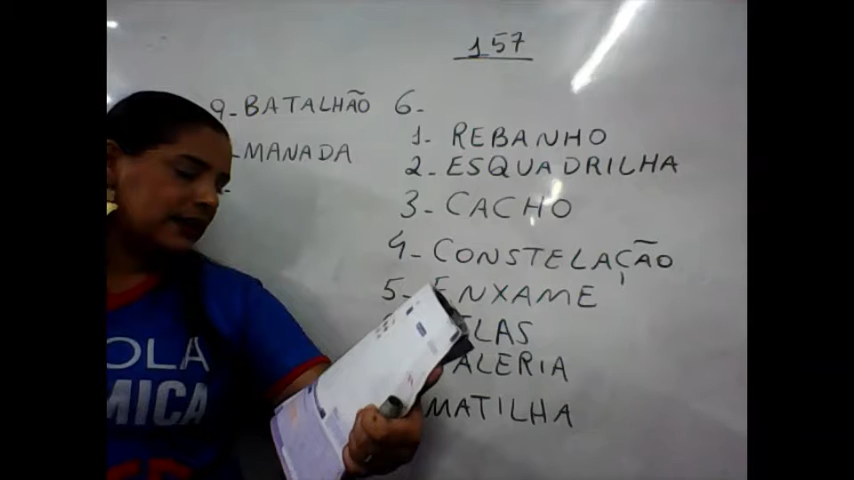 157
9- BATALHÃO
-MANADA
6-
1- REBANHO
2- ESQUADRILHA
3- CACHO
4- CONSTELAÇÃO
5- ENXAME
LAS
ALERIA
MATILHA
OLA
MICA